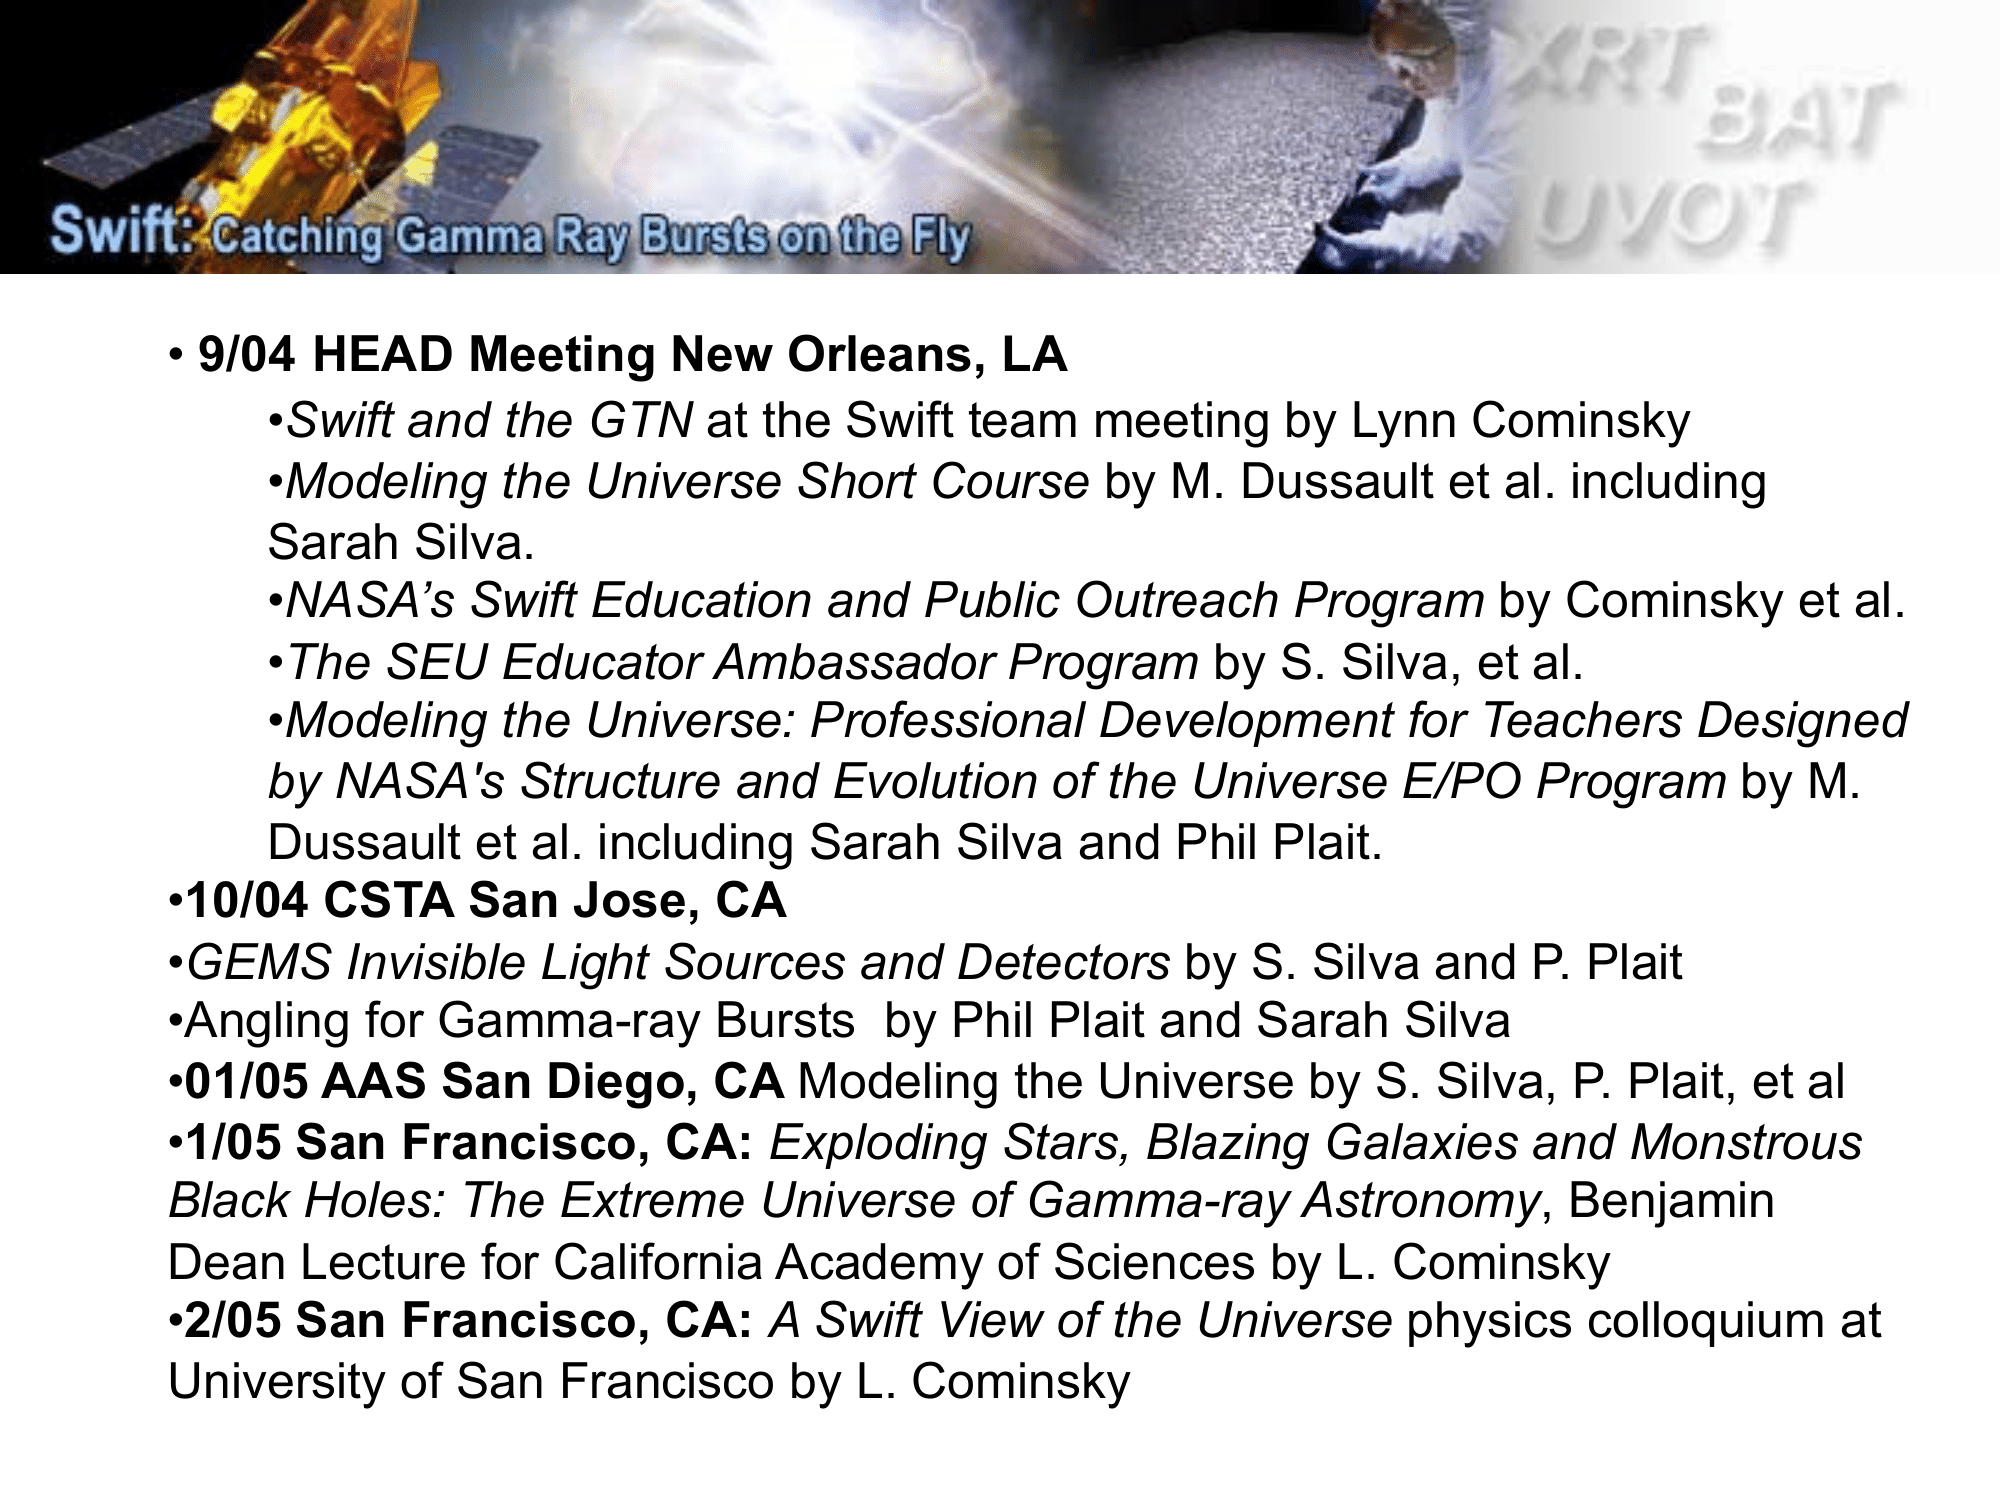 XRT
BAT
UVOT
Swift: Catching Gamma Ray Bursts on the Fly
• 9/04 HEAD Meeting New Orleans, LA
•Swift and the GTN at the Swift team meeting by Lynn Cominsky
•Modeling the Universe Short Course by M. Dussault et al. including
Sarah Silva.
•NASA’s Swift Education and Public Outreach Program by Cominsky et al.
•The SEU Educator Ambassador Program by S. Silva, et al.
•Modeling the Universe: Professional Development for Teachers Designed
by NASA's Structure and Evolution of the Universe E/PO Program by M.
Dussault et al. including Sarah Silva and Phil Plait.
•10/04 CSTA San Jose, CA
•GEMS Invisible Light Sources and Detectors by S. Silva and P. Plait
•Angling for Gamma-ray Bursts  by Phil Plait and Sarah Silva
•01/05 AAS San Diego, CA Modeling the Universe by S. Silva, P. Plait, et al
•1/05 San Francisco, CA: Exploding Stars, Blazing Galaxies and Monstrous
Black Holes: The Extreme Universe of Gamma-ray Astronomy, Benjamin
Dean Lecture for California Academy of Sciences by L. Cominsky
•2/05 San Francisco, CA: A Swift View of the Universe physics colloquium at
University of San Francisco by L. Cominsky